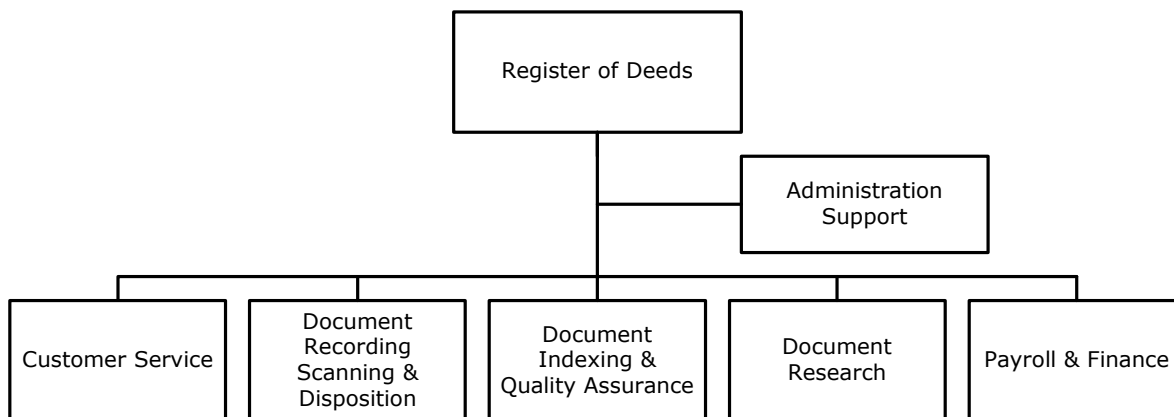 Register of Deeds
Administration
Support
Customer Service
Document
Recording
Scanning &
Disposition
Document
Indexing &
Quality Assurance
Document
Research
Payroll & Finance